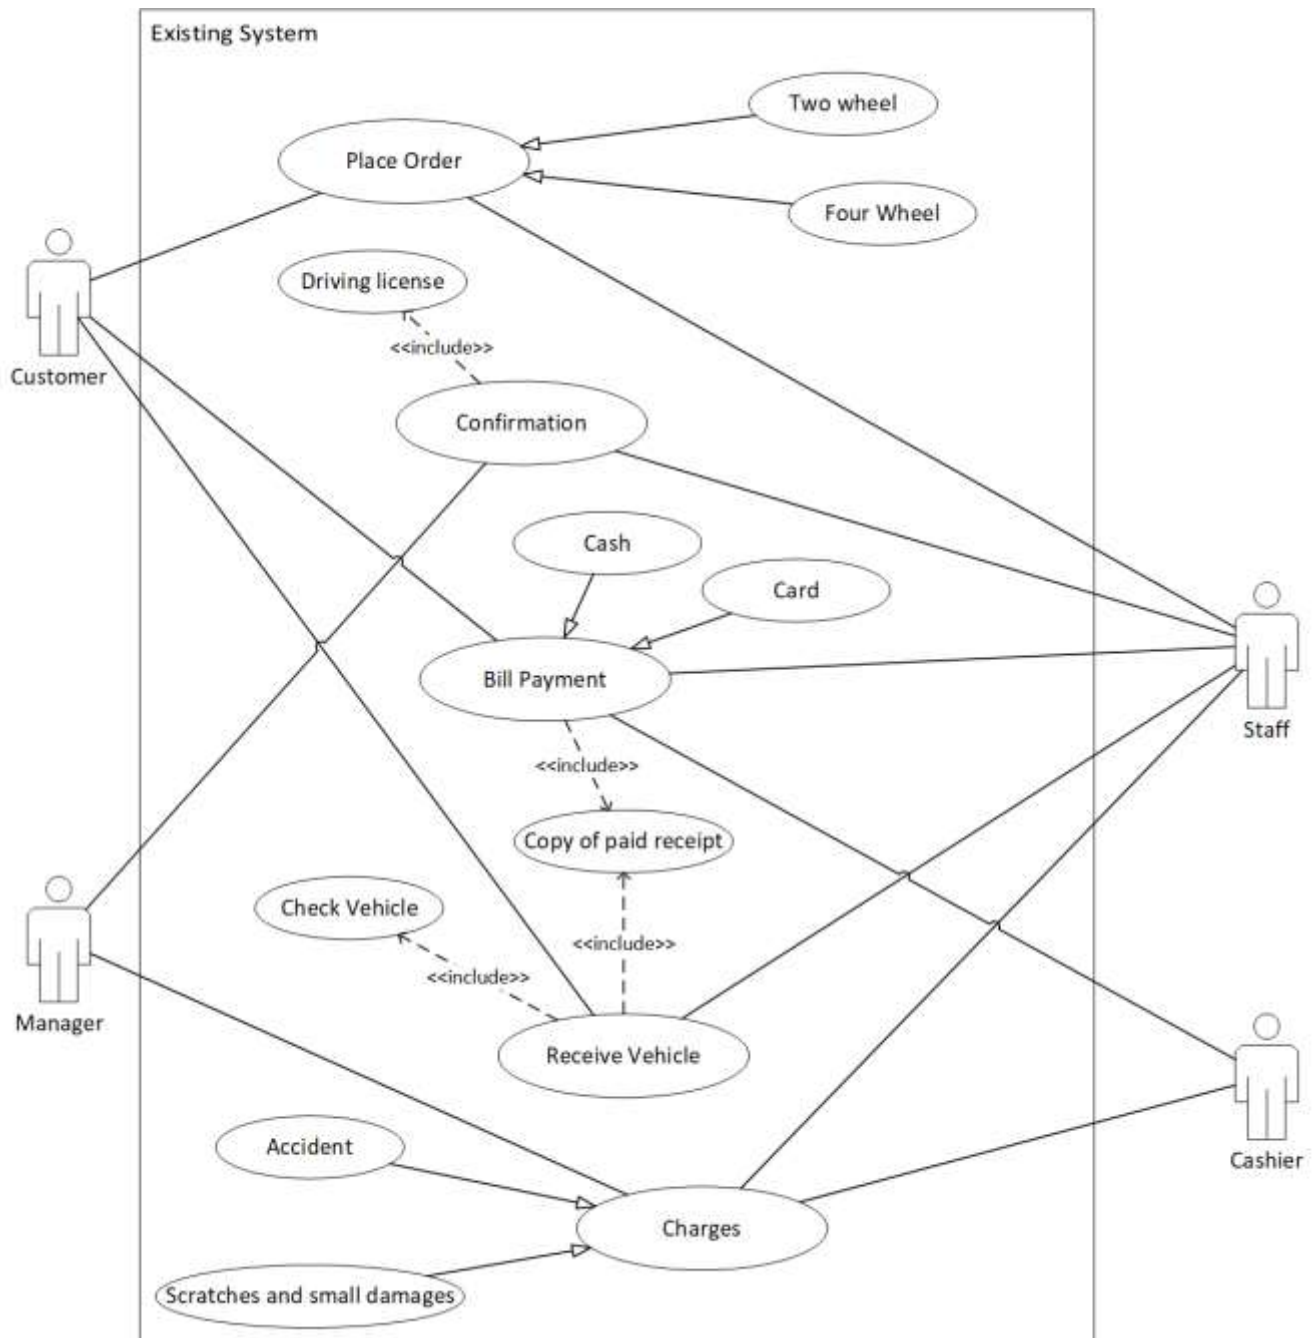 Existing System
Two wheel
Place Order
Four Wheel
Driving license
<<include>>
Customer
Confirmation
Cash
Card
Bill Payment
Staff
<<include>>
Copy of paid receipt
Check Vehicle
<<include>>
<<include>>
Manager
Receive Vehicle
Accident
Cashier
Charges
Scratches and small damages